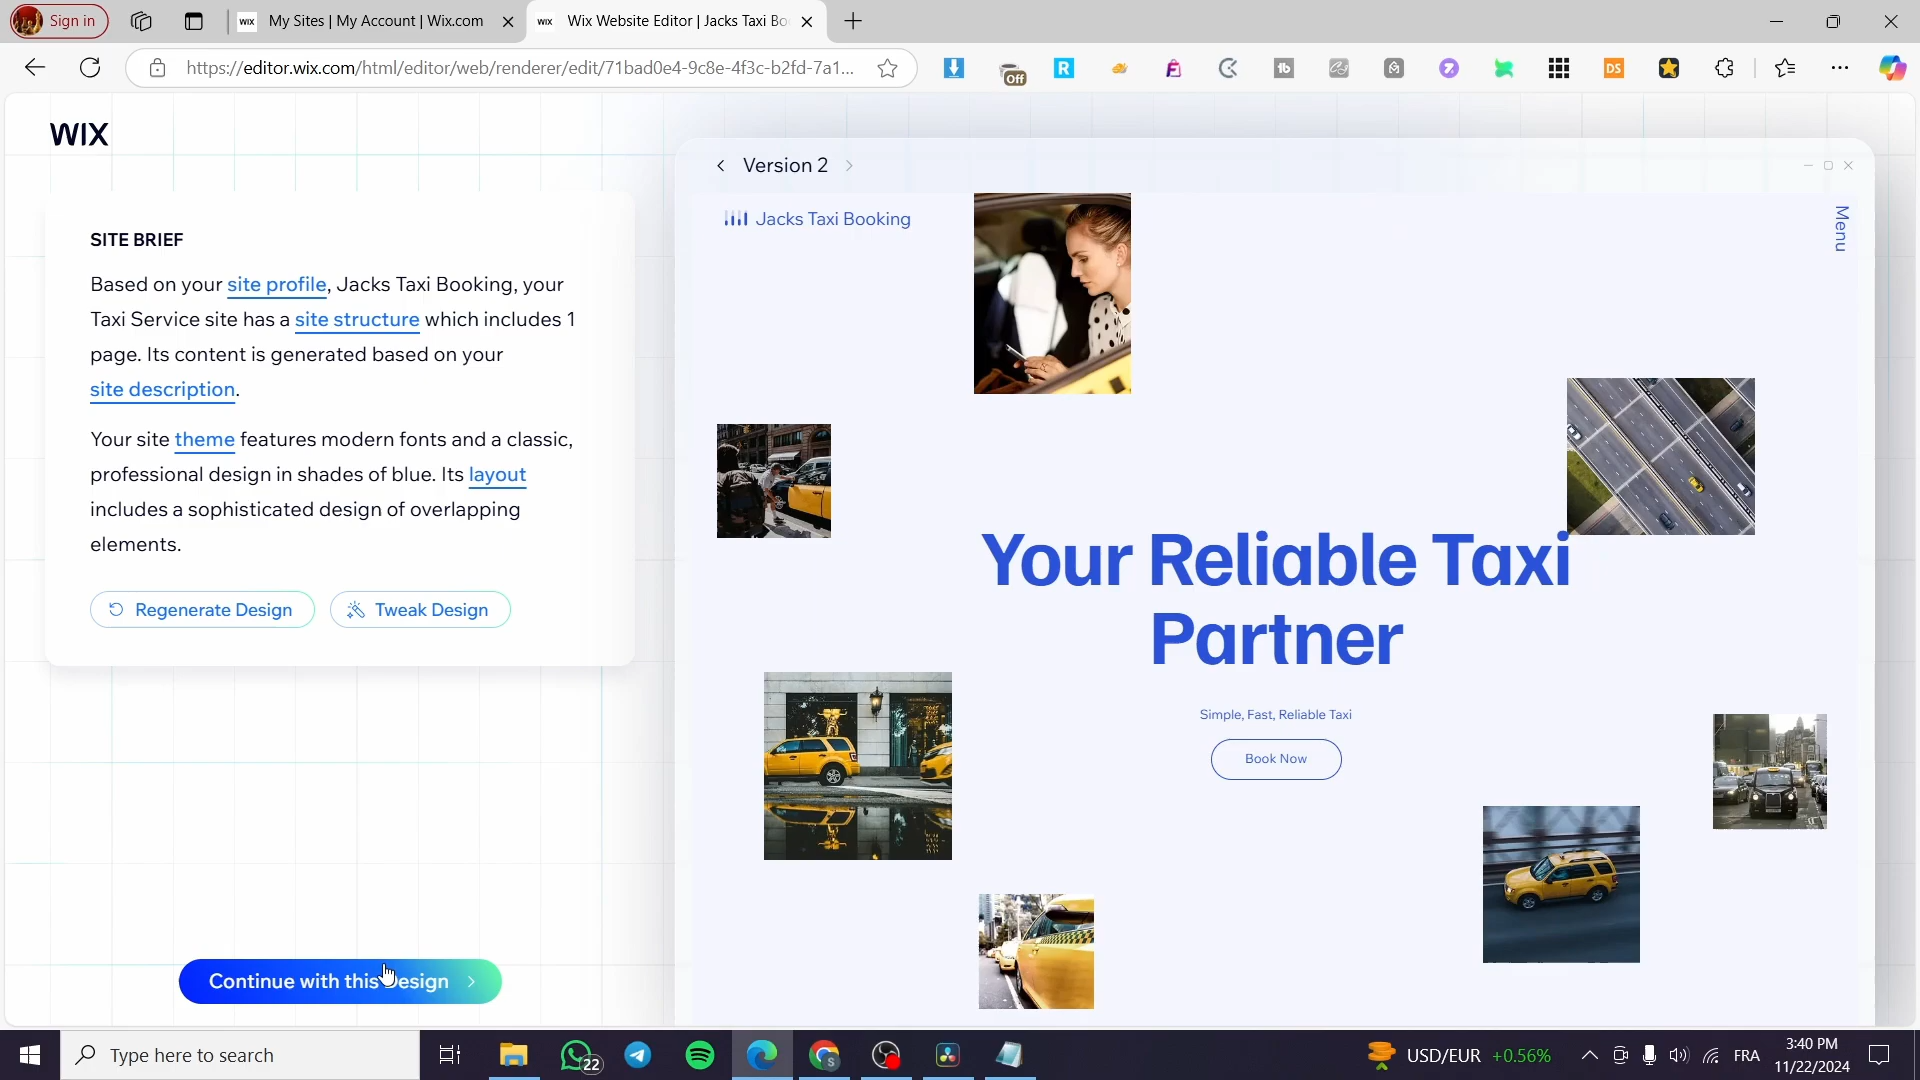 Sign in
WIX
My Sites | My Account | Wix.com
WIX
Wix Website Editor | Jacks Taxi Bo
https://editor.wix.com/html/editor/web/renderer/edit/71bad0e4-9c8e-4f3c-b2fd-7a1...
Off
R
tb
DS
WIX
Version 2
Jacks Taxi Booking
Menu
SITE BRIEF
Based on your site profile, Jacks Taxi Booking, your
Taxi Service site has a site structure which includes 1
page. Its content is generated based on your
site description.
Your site theme features modern fonts and a classic,
professional design in shades of blue. Its layout
includes a sophisticated design of overlapping
elements.
Regenerate Design
Tweak Design
Your Reliable Taxi
Partner
Simple, Fast, Reliable Taxi
Book Now
Continue with this Design
Type here to search
22
USD/EUR +0.56%
FRA
3:40 PM
11/22/2024